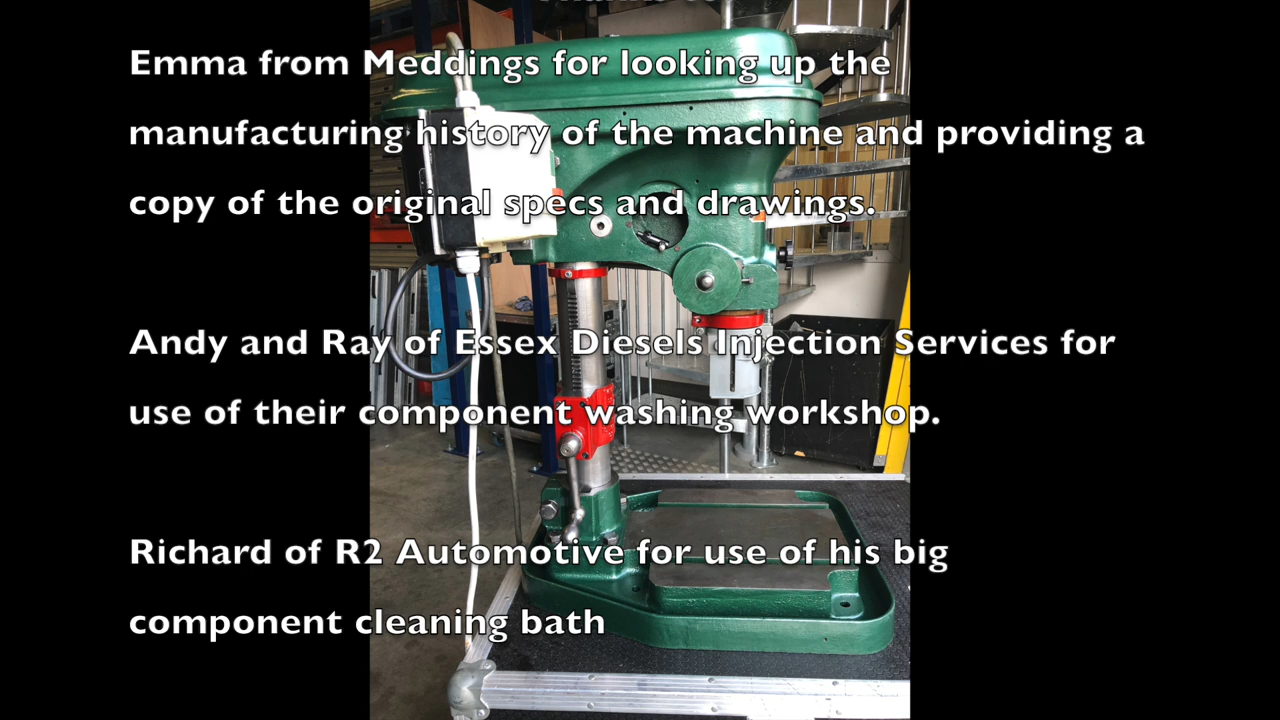 Emma from Meddings for looking up the
manufacturing history of the machine and providing a
copy of the original specs and drawings.
Andy and Ray of Essex Diesels Injection Services for
use of their component washing workshop.
Richard of R2 Automotive for use of his big
component cleaning bath